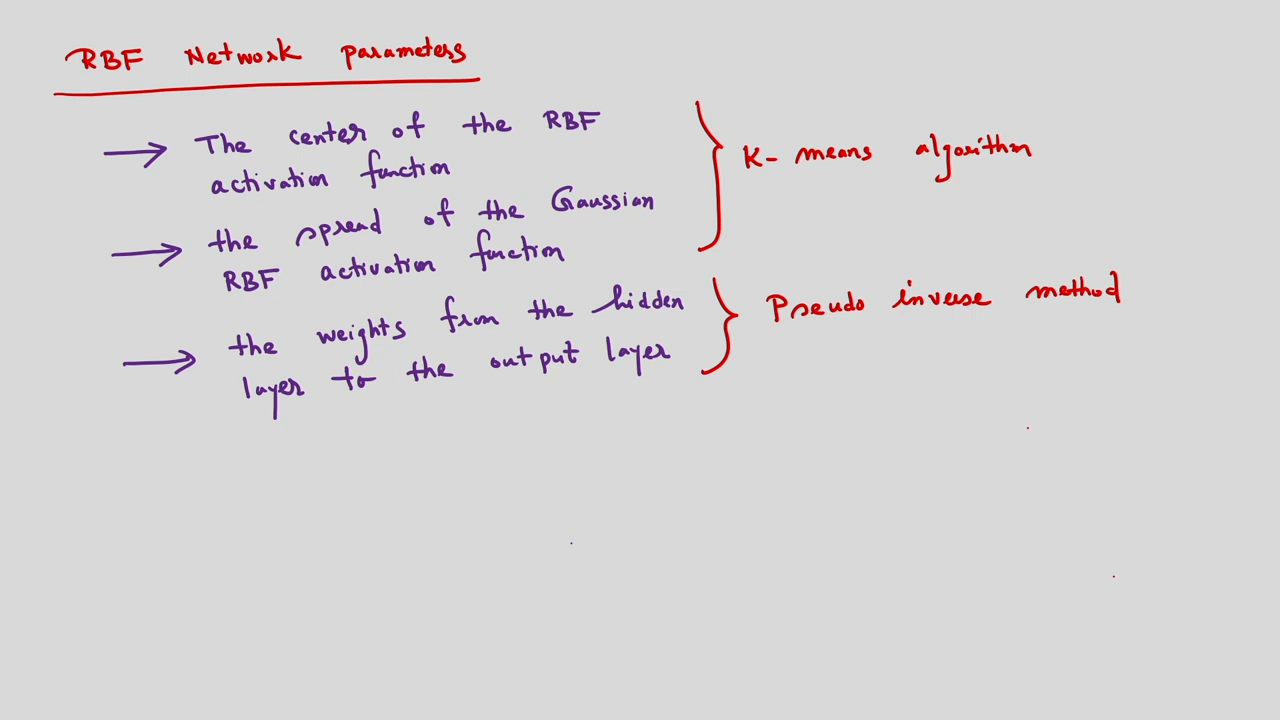 RBF Network parameters
The center of the RBF
activation function
K-means algorithm
the spread of the Gaussian
RBF activation function
the weights from the hidden
layer to the output layer
Pseudo inverse method